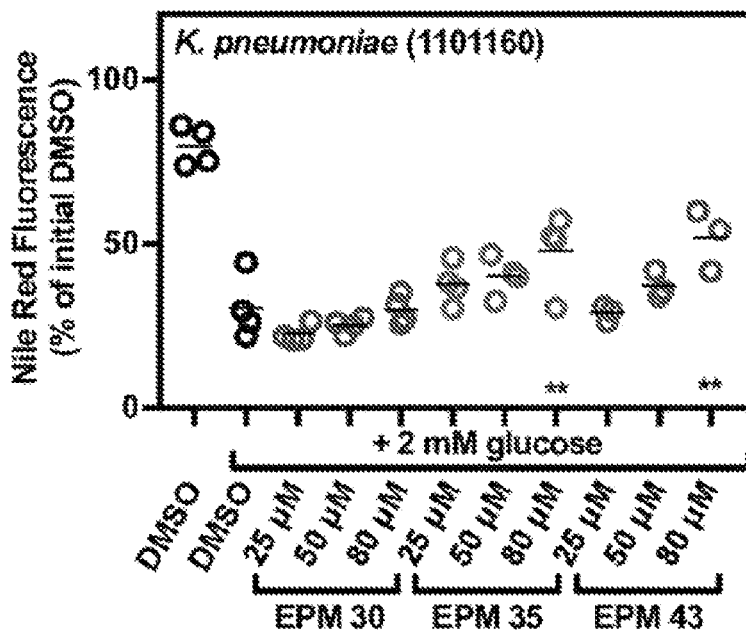 K. pneumoniae (1101160)
Nile Red Fluorescence
(% of initial DMSO)
100
50
0
**
**
+ 2 mM glucose
DMSO
DMSO
25 µM
50 µM
80 µM
25 µM
50 µM
80 µM
25 µM
50 µM
80 µM
EPM 30
EPM 35
EPM 43